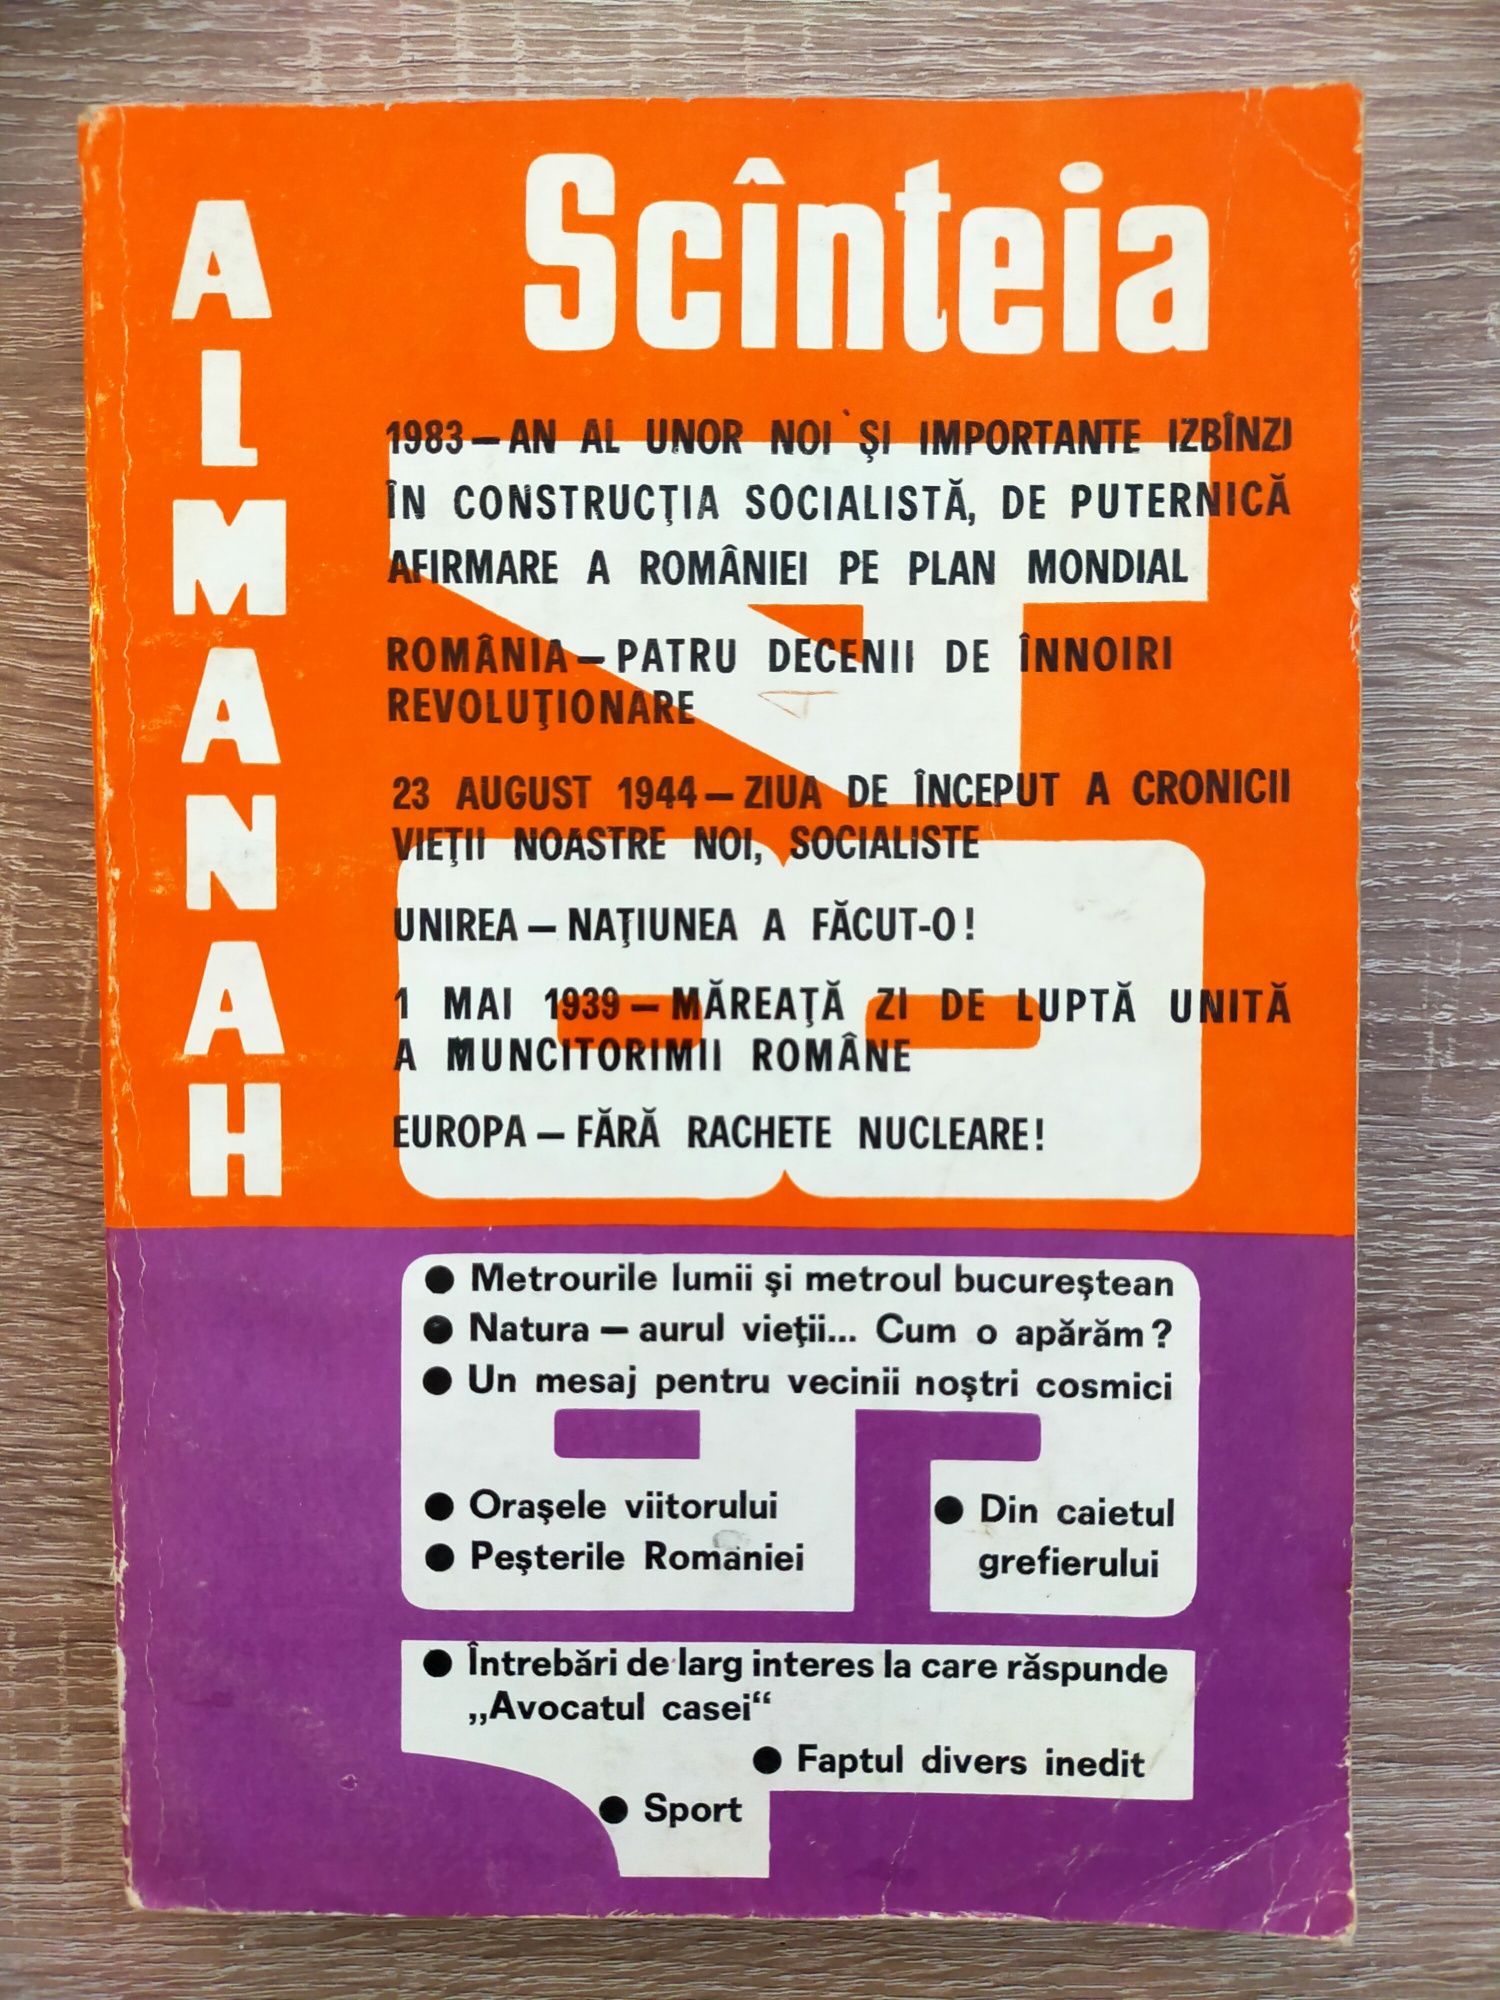 ALMANAH
Scînteia
1983 — AN AL UNOR NOI ŞI IMPORTANTE IZBÎNZI
ÎN CONSTRUCŢIA SOCIALISTĂ, DE PUTERNICĂ
AFIRMARE A ROMÂNIEI PE PLAN MONDIAL
ROMÂNIA — PATRU DECENII DE ÎNNOIRI
REVOLUŢIONARE
23 AUGUST 1944 — ZIUA DE ÎNCEPUT A CRONICII
VIEŢII NOASTRE NOI, SOCIALISTE
UNIREA — NAŢIUNEA A FĂCUT-O!
1 MAI 1939 — MĂREAŢĂ ZI DE LUPTĂ UNITĂ
A MUNCITORIMII ROMÂNE
EUROPA — FĂRĂ RACHETE NUCLEARE!
● Metrourile lumii şi metroul bucureştean
● Natura — aurul vieţii... Cum o apărăm?
● Un mesaj pentru vecinii noştri cosmici
● Oraşele viitorului
● Peşterile României
● Din caietul
grefierului
● Întrebări de larg interes la care răspunde
„Avocatul casei“
● Faptul divers inedit
● Sport
1984